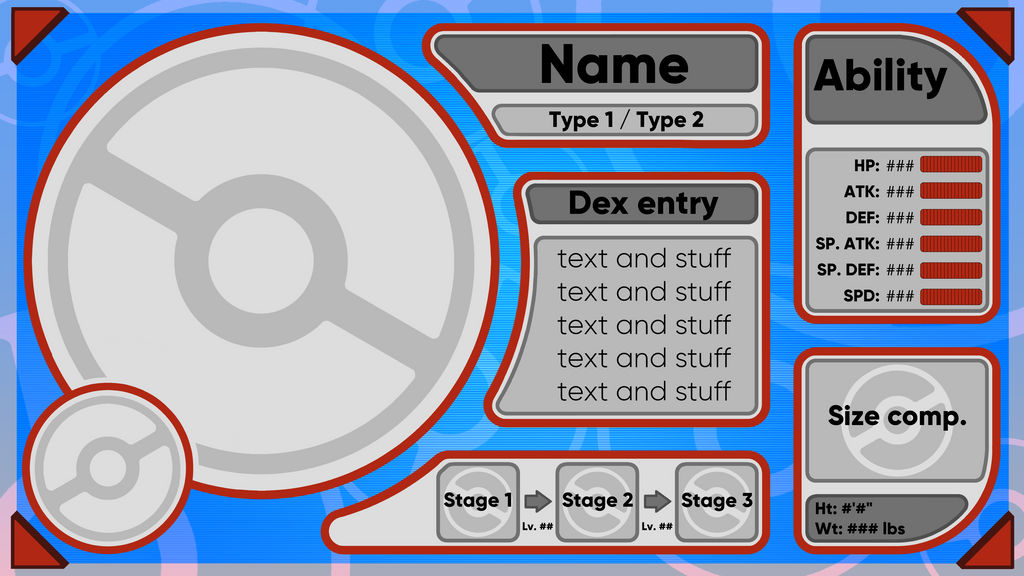 Name
Type 1 / Type 2
Ability
HP: ###
ATK: ###
DEF: ###
SP. ATK: ###
SP. DEF: ###
SPD: ###
Dex entry
text and stuff
text and stuff
text and stuff
text and stuff
text and stuff
Size comp.
Ht: #'#"
Wt: ### lbs
Stage 1 Stage 2 Stage 3
Lv. ## Lv. ##